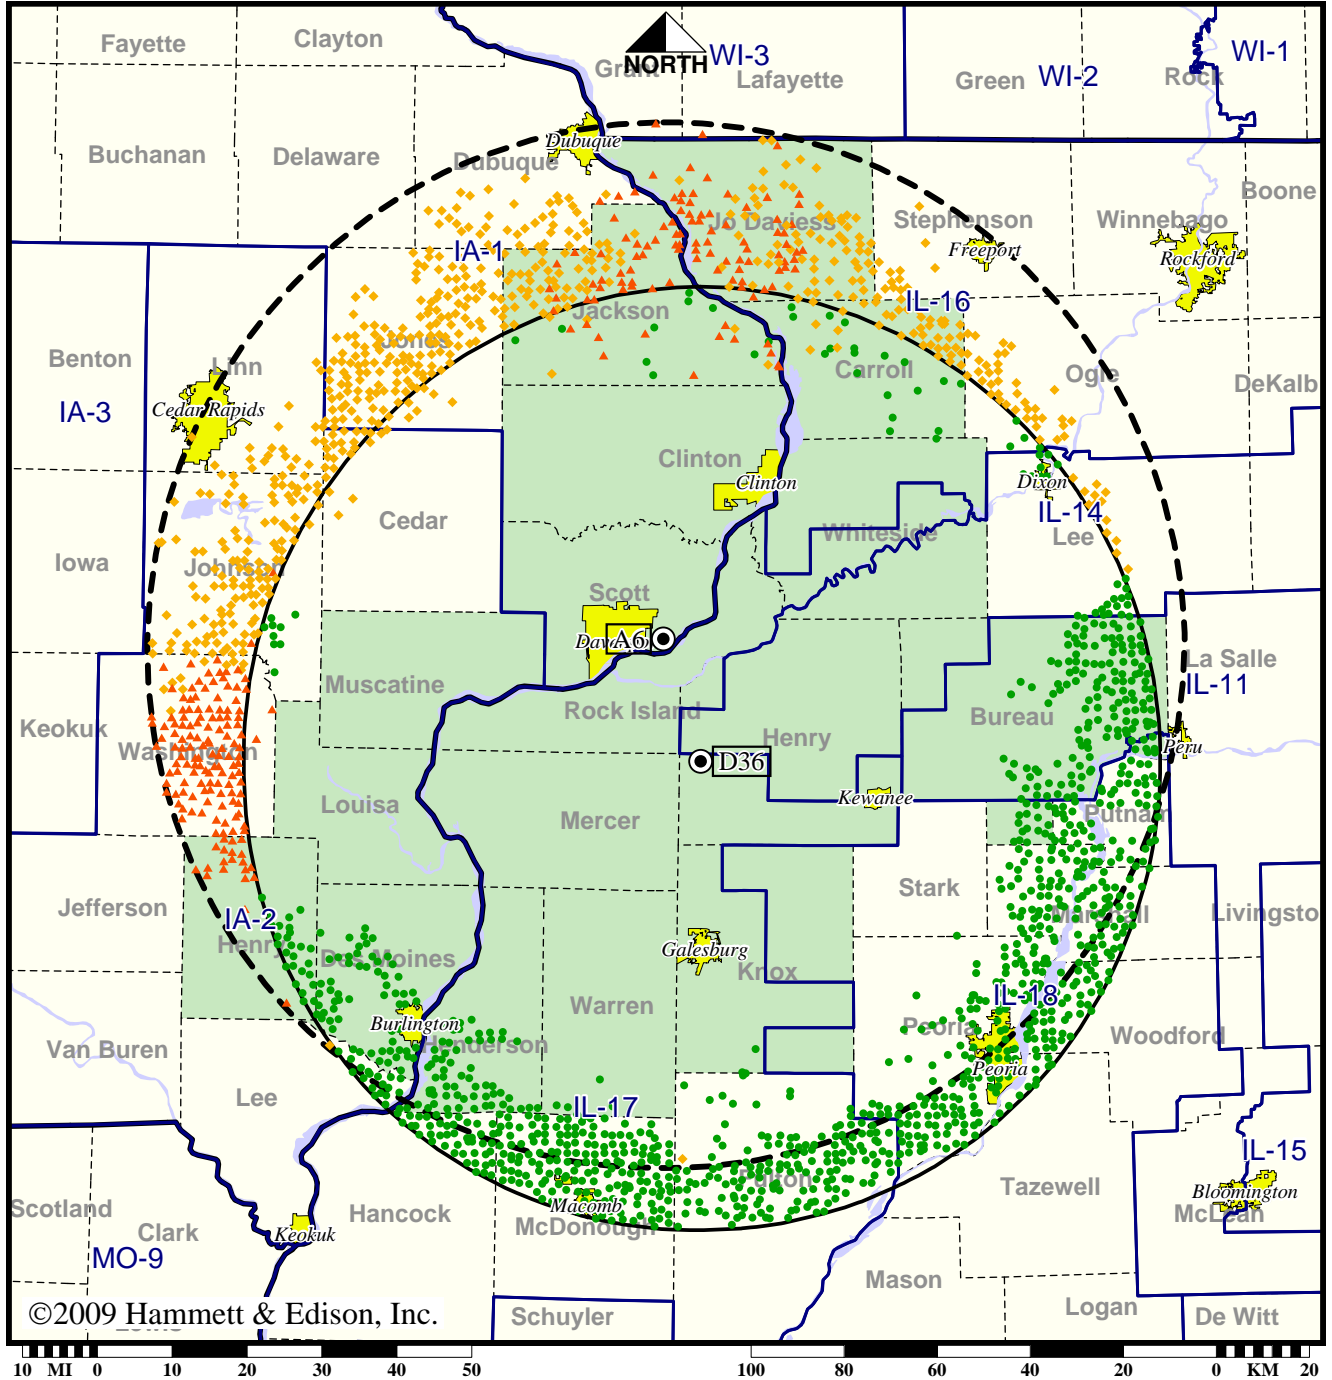 Fayette
Clayton
Grant
NORTH
WI-3
Lafayette
Green
WI-2
Rock
WI-1
Buchanan
Delaware
Dubuque
Dubuque
Boone
Jo Daviess
Stephenson
Winnebago
Freeport
Rockford
IA-1
IL-16
Jackson
Benton
Linn
Jones
Carroll
Ogle
DeKalb
IA-3
Cedar Rapids
Clinton
Clinton
Dixon
IL-14
Cedar
Whiteside
Lee
Iowa
Johnson
Scott
A6
Muscatine
Rock Island
La Salle
IL-11
Keokuk
Washington
Henry
Bureau
Peru
D36
Louisa
Mercer
Kewanee
Putnam
Stark
Jefferson
IA-2
Henry
Des Moines
Galesburg
Knox
Marshall
Livingsto
Warren
IL-18
Burlington
Henderson
Peoria
Peoria
Woodford
Van Buren
Lee
IL-17
IL-15
Scotland
Clark
Keokuk
Hancock
Macomb
McDonough
Fulton
Tazewell
Bloomington
McLean
MO-9
Mason
Logan
De Witt
Schuyler
©2009 Hammett & Edison, Inc.
10 MI 0 10 20 30 40 50
100 80 60 40 20 0 KM 20